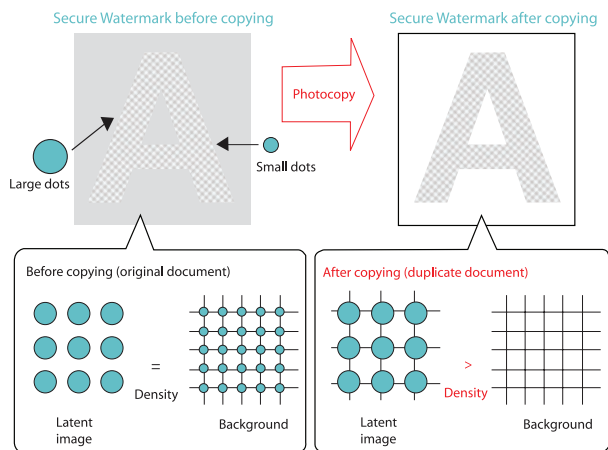 Secure Watermark before copying
Secure Watermark after copying
A
A
Photocopy
Large dots
Small dots
Before copying (original document)
=
Density
Latent
image
Background
After copying (duplicate document)
>
Density
Latent
image
Background